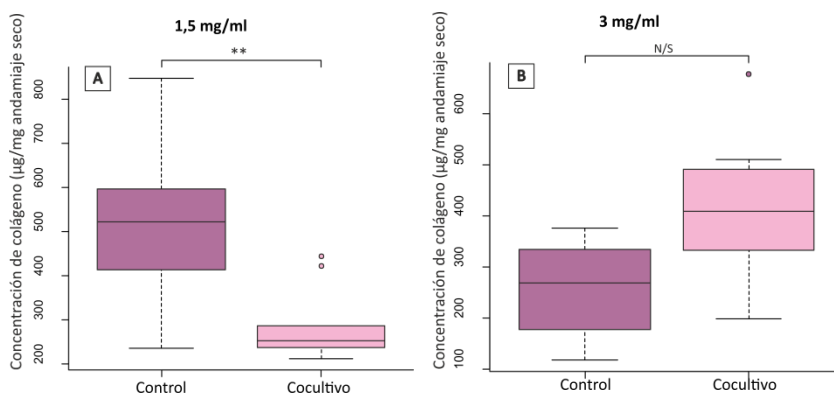 1,5 mg/ml
**
A
Concentración de colágeno (µg/mg andamiaje seco)
800
700
600
500
400
300
200
Control
Cocultivo
3 mg/ml
N/S
B
Concentración de colágeno (µg/mg andamiaje seco)
600
500
400
300
200
100
Control
Cocultivo